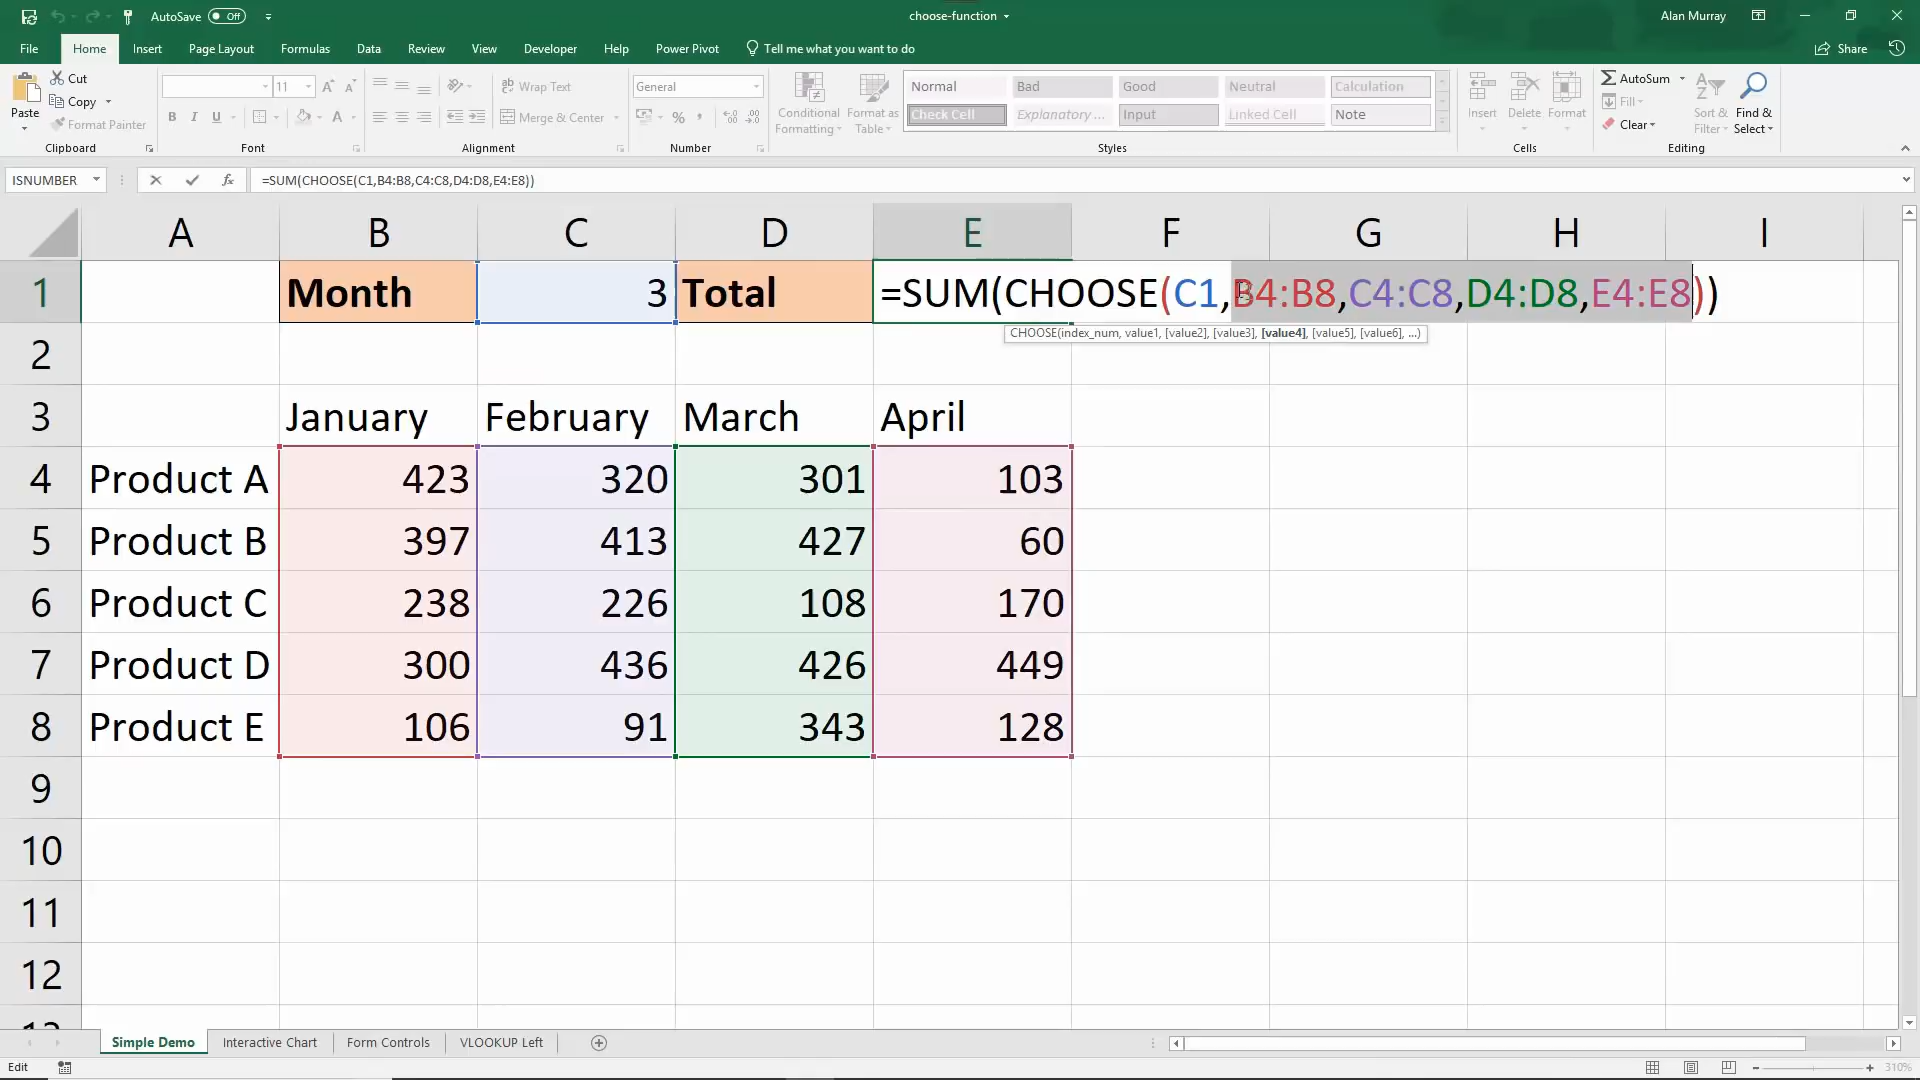 AutoSave Off choose-function Alan Murray
File Home Insert Page Layout Formulas Data Review View Developer Help Power Pivot Tell me what you want to do Share
Paste Cut Copy Format Painter Clipboard
11 B I U A A A Font
ab Wrap Text Merge & Center Alignment
General % , Number
Conditional Formatting Format as Table Normal Bad Good Neutral Calculation
Check Cell Explanatory ... Input Linked Cell Note
Styles
Insert Delete Format Cells
AutoSum Fill Clear Sort & Filter Find & Select Editing
ISNUMBER fx =SUM(CHOOSE(C1,B4:B8,C4:C8,D4:D8,E4:E8))
A B C D E F G H I
1 Month 3 Total =SUM(CHOOSE(C1,B4:B8,C4:C8,D4:D8,E4:E8))
CHOOSE(index_num, value1, [value2], [value3], [value4], [value5], [value6], ...)
2
3 January February March April
4 Product A 423 320 301 103
5 Product B 397 413 427 60
6 Product C 238 226 108 170
7 Product D 300 436 426 449
8 Product E 106 91 343 128
9
10
11
12
Simple Demo Interactive Chart Form Controls VLOOKUP Left
Edit 310%